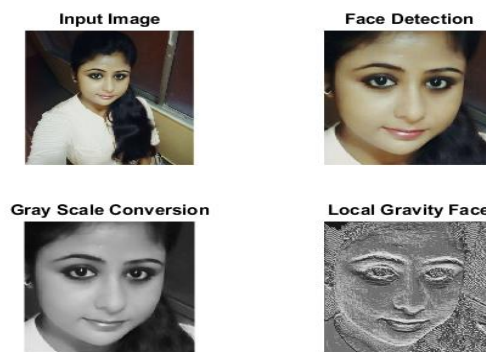 Input Image
Face Detection
Gray Scale Conversion
Local Gravity Face